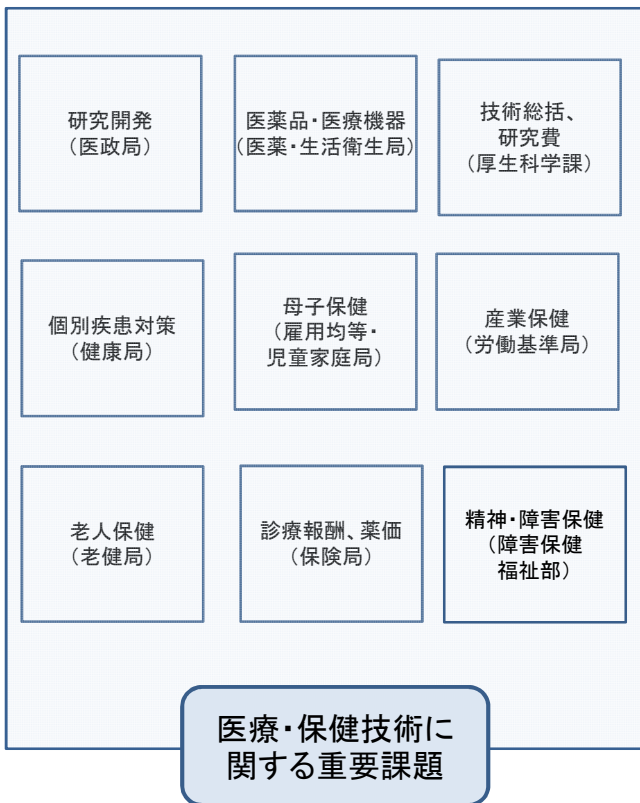 研究開発
（医政局）
医薬品・医療機器
（医薬・生活衛生局）
技術総括、
研究費
（厚生科学課）
個別疾患対策
（健康局）
母子保健
（雇用均等・
児童家庭局）
産業保健
（労働基準局）
老人保健
（老健局）
診療報酬、薬価
（保険局）
精神・障害保健
（障害保健
福祉部）
医療・保健技術に
関する重要課題